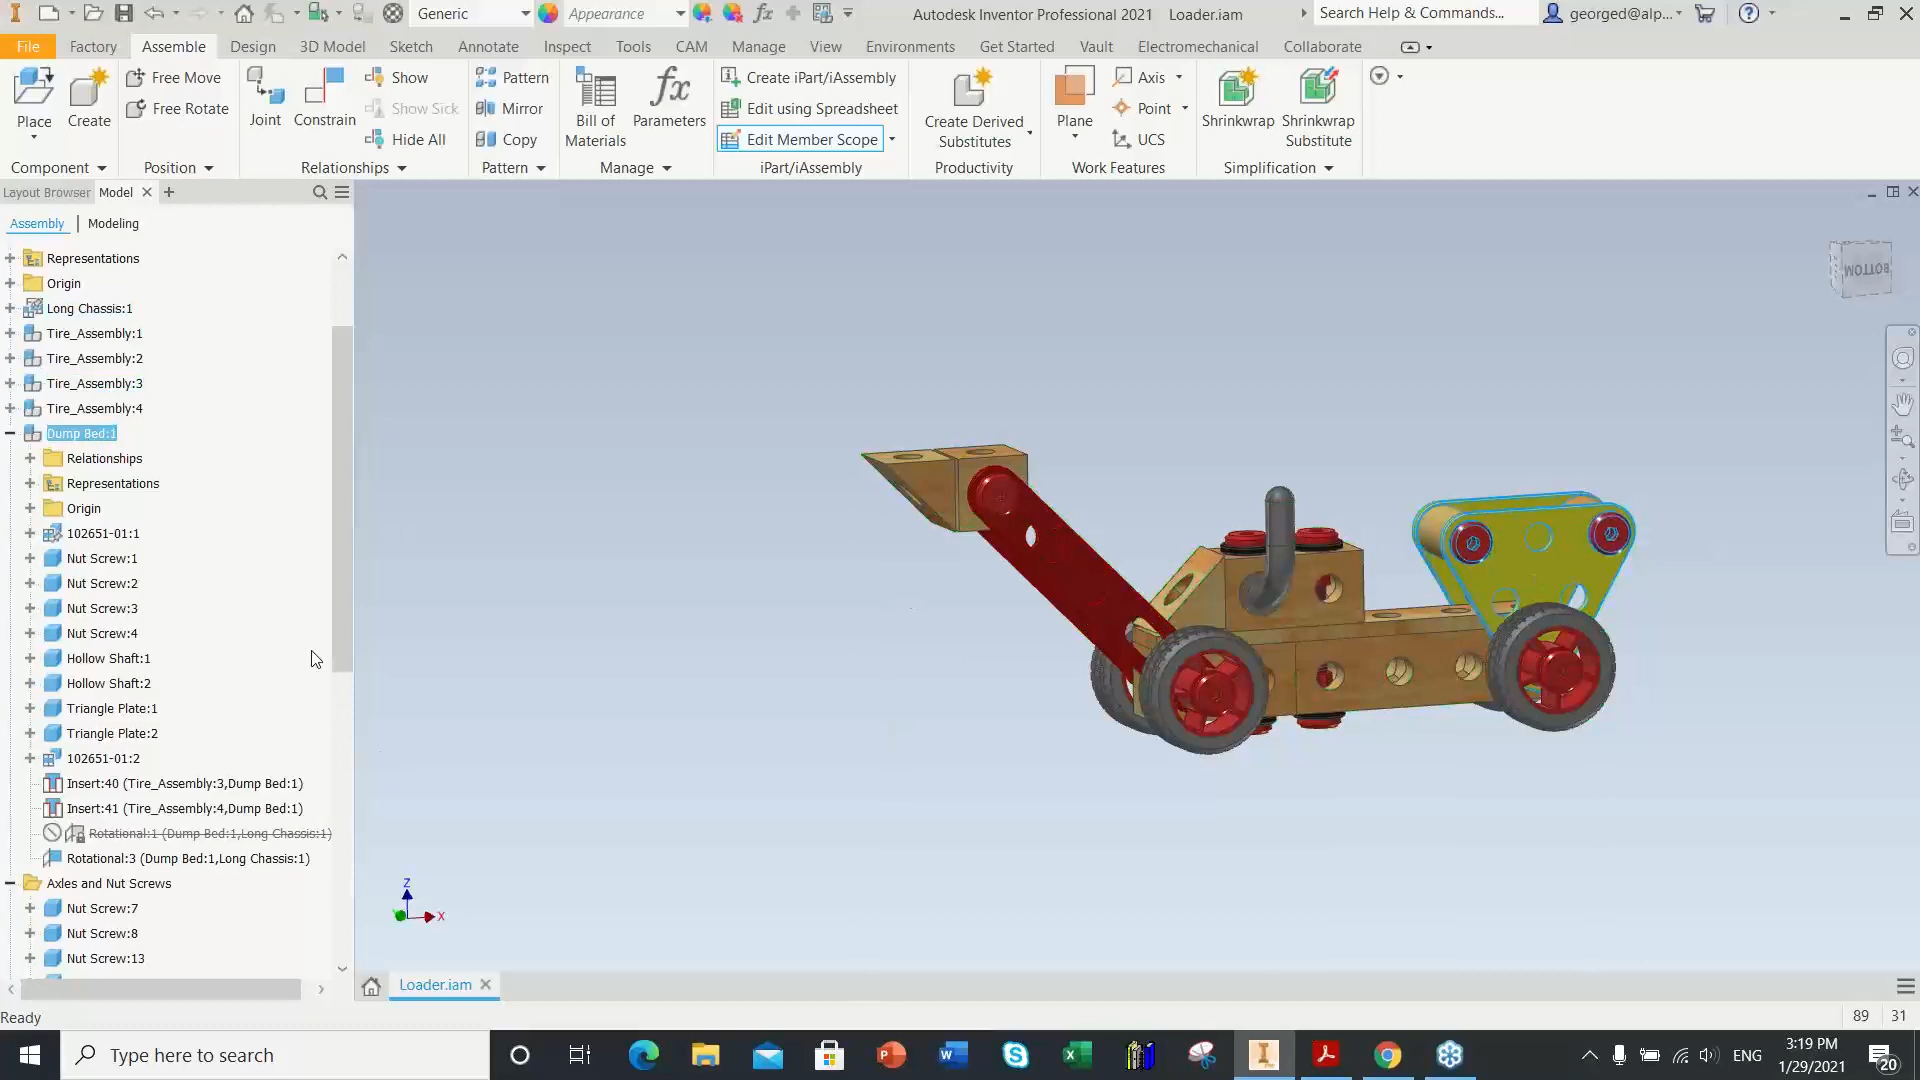 Generic
Appearance
Autodesk Inventor Professional 2021 Loader.iam
Search Help & Commands...
georged@alp...
File Factory Assemble Design 3D Model Sketch Annotate Inspect Tools CAM Manage View Environments Get Started Vault Electromechanical Collaborate
Place
Create
Free Move
Free Rotate
Joint
Constrain
Show
Show Sick
Hide All
Pattern
Mirror
Copy
Bill of
Materials
fx
Parameters
Create iPart/iAssembly
Edit using Spreadsheet
Edit Member Scope
Create Derived
Substitutes
Plane
Axis
Point
UCS
Shrinkwrap
Shrinkwrap
Substitute
Component Position Relationships Pattern Manage iPart/iAssembly Productivity Work Features Simplification
Layout Browser Model
Assembly Modeling
Representations
Origin
Long Chassis:1
Tire_Assembly:1
Tire_Assembly:2
Tire_Assembly:3
Tire_Assembly:4
Dump Bed:1
Relationships
Representations
Origin
102651-01:1
Nut Screw:1
Nut Screw:2
Nut Screw:3
Nut Screw:4
Hollow Shaft:1
Hollow Shaft:2
Triangle Plate:1
Triangle Plate:2
102651-01:2
Insert:40 (Tire_Assembly:3,Dump Bed:1)
Insert:41 (Tire_Assembly:4,Dump Bed:1)
Rotational:1 (Dump Bed:1,Long Chassis:1)
Rotational:3 (Dump Bed:1,Long Chassis:1)
Axles and Nut Screws
Nut Screw:7
Nut Screw:8
Nut Screw:13
BOTTOM
Z
X
Loader.iam
Ready
89 31
Type here to search
ENG
3:19 PM
1/29/2021
20